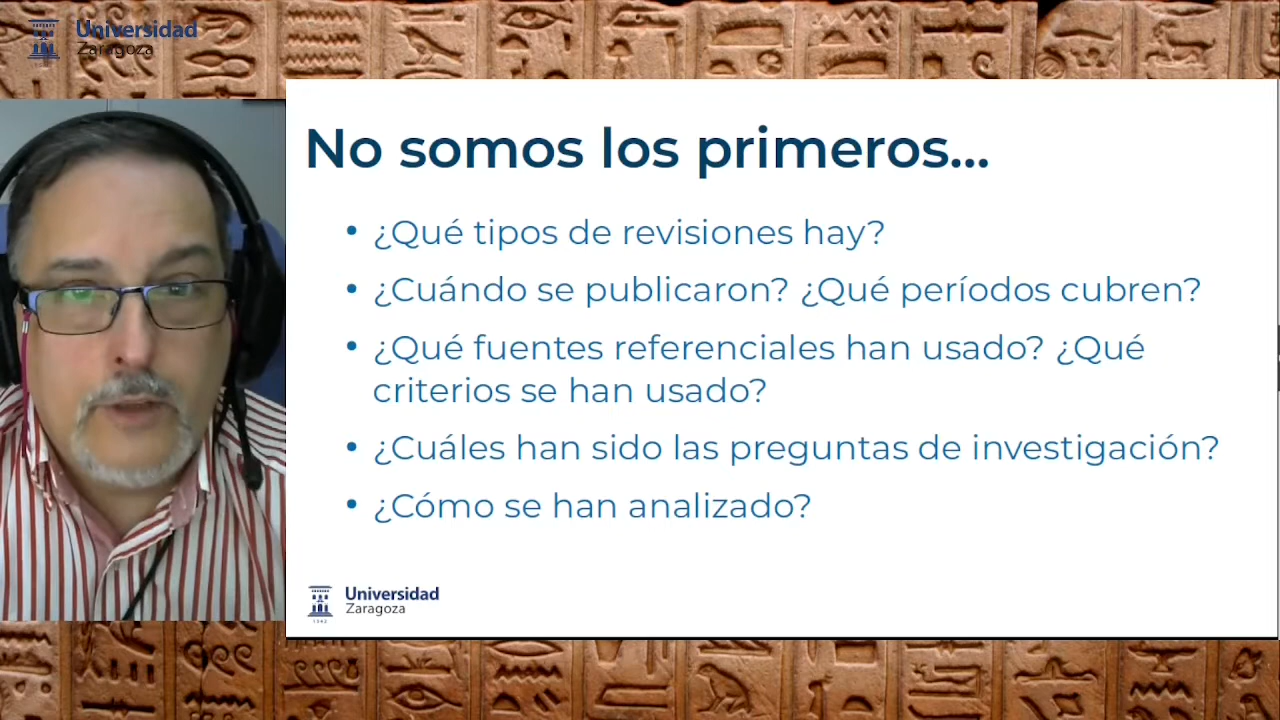 Universidad
Zaragoza
No somos los primeros...
• ¿Qué tipos de revisiones hay?
• ¿Cuándo se publicaron? ¿Qué períodos cubren?
• ¿Qué fuentes referenciales han usado? ¿Qué
criterios se han usado?
• ¿Cuáles han sido las preguntas de investigación?
• ¿Cómo se han analizado?
Universidad
Zaragoza
1542